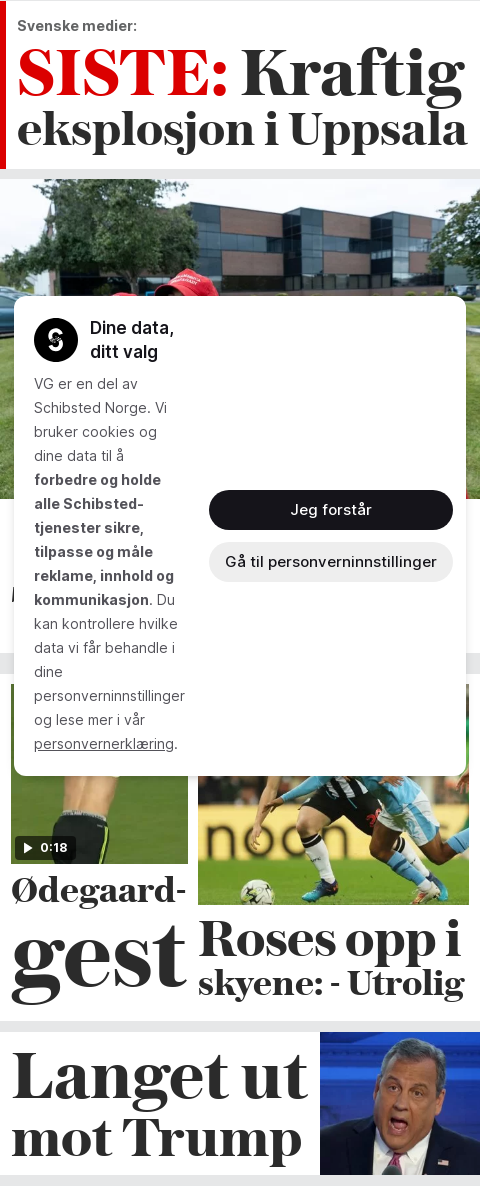 Svenske medier:
SISTE: Kraftig
eksplosjon i Uppsala
Dine data,
ditt valg
VG er en del av
Schibsted Norge. Vi
bruker cookies og
dine data til å
forbedre og holde
alle Schibsted-
tjenester sikre,
tilpasse og måle
reklame, innhold og
kommunikasjon. Du
kan kontrollere hvilke
data vi får behandle i
dine
personverninnstillinger
og lese mer i vår
personvernerklæring.
Jeg forstår
Gå til personverninnstillinger
0:18
noon
Ødegaard-
gest
Roses opp i
skyene: - Utrolig
Langet ut
mot Trump